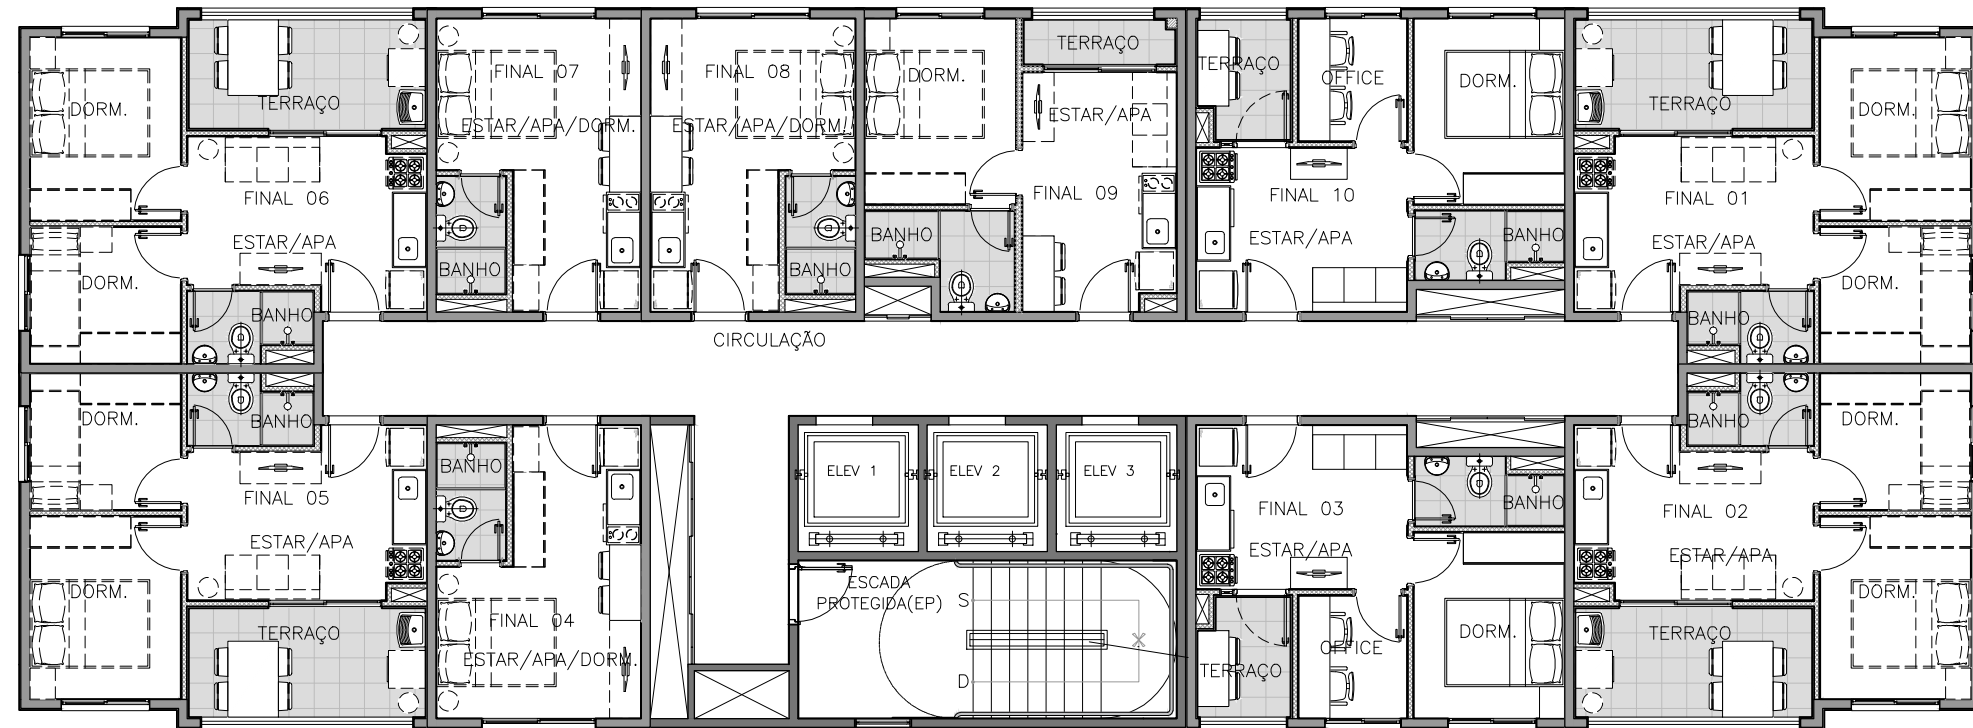 TERRAÇO
DORM.
TERRAÇO
FINAL 07
ESTAR/APA/DORM.
FINAL 08
ESTAR/APA/DORM.
DORM.
ESTAR/APA
FINAL 09
TERRAÇO
OFFICE
DORM.
TERRAÇO
DORM.
FINAL 06
ESTAR/APA
DORM.
BANHO
BANHO
BANHO
BANHO
FINAL 10
ESTAR/APA
BANHO
FINAL 01
ESTAR/APA
DORM.
BANHO
CIRCULAÇÃO
DORM.
BANHO
FINAL 05
ESTAR/APA
DORM.
TERRAÇO
BANHO
FINAL 04
ESTAR/APA/DORM.
ELEV 1
ELEV 2
ELEV 3
ESCADA
PROTEGIDA(EP)
S
D
FINAL 03
ESTAR/APA
BANHO
TERRAÇO
OFFICE
DORM.
BANHO
DORM.
FINAL 02
ESTAR/APA
DORM.
TERRAÇO